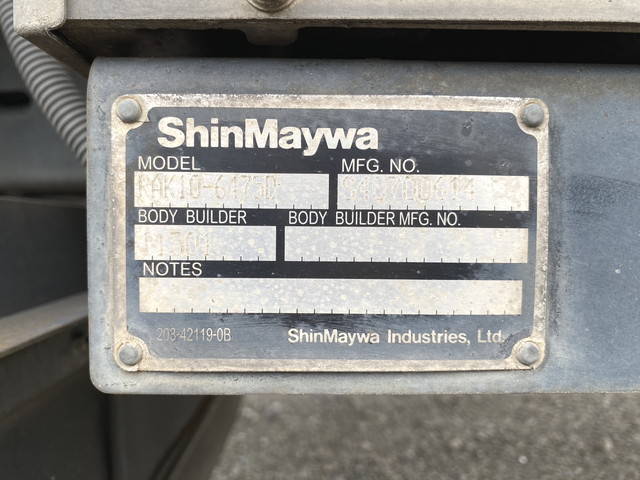 ShinMaywa
MODEL MFG. NO.
BODY BUILDER BODY BUILDER MFG. NO.
NOTES
203-42119-0B ShinMaywa Industries, Ltd.